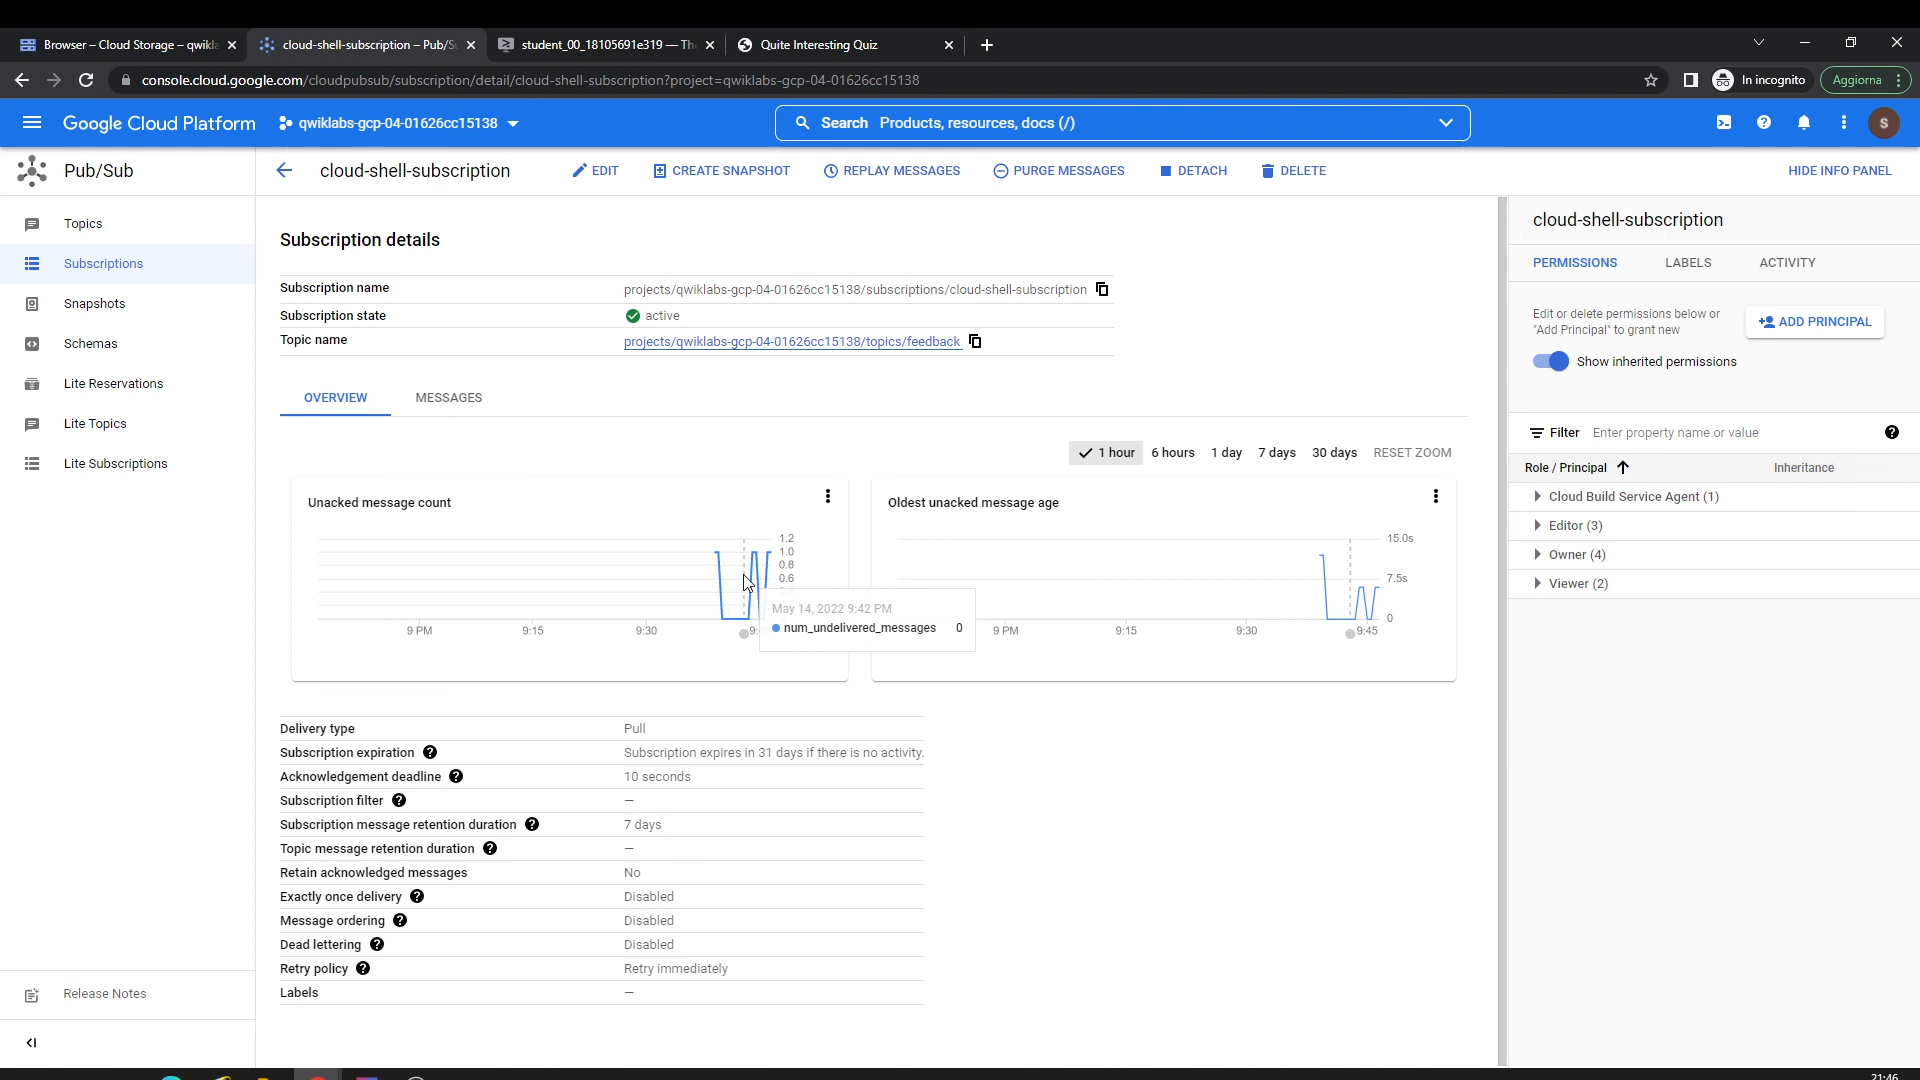 Browser – Cloud Storage – qwikla
cloud-shell-subscription – Pub/Su
student_00_18105691e319 — Th
Quite Interesting Quiz
console.cloud.google.com/cloudpubsub/subscription/detail/cloud-shell-subscription?project=qwiklabs-gcp-04-01626cc15138
In incognito
Aggiorna
Google Cloud Platform
qwiklabs-gcp-04-01626cc15138
Search Products, resources, docs (/)
S
Pub/Sub
cloud-shell-subscription
EDIT
CREATE SNAPSHOT
REPLAY MESSAGES
PURGE MESSAGES
DETACH
DELETE
HIDE INFO PANEL
Topics
Subscriptions
Snapshots
Schemas
Lite Reservations
Lite Topics
Lite Subscriptions
Release Notes
Subscription details
Subscription name projects/qwiklabs-gcp-04-01626cc15138/subscriptions/cloud-shell-subscription
Subscription state active
Topic name projects/qwiklabs-gcp-04-01626cc15138/topics/feedback
OVERVIEW MESSAGES
1 hour 6 hours 1 day 7 days 30 days RESET ZOOM
Unacked message count
1.2
1.0
0.8
0.6
9 PM 9:15 9:30
May 14, 2022 9:42 PM
num_undelivered_messages 0
Oldest unacked message age
15.0s
7.5s
0
9 PM 9:15 9:30 9:45
Delivery type Pull
Subscription expiration Subscription expires in 31 days if there is no activity.
Acknowledgement deadline 10 seconds
Subscription filter —
Subscription message retention duration 7 days
Topic message retention duration —
Retain acknowledged messages No
Exactly once delivery Disabled
Message ordering Disabled
Dead lettering Disabled
Retry policy Retry immediately
Labels —
cloud-shell-subscription
PERMISSIONS LABELS ACTIVITY
Edit or delete permissions below or
"Add Principal" to grant new
ADD PRINCIPAL
Show inherited permissions
Filter Enter property name or value
Role / Principal Inheritance
Cloud Build Service Agent (1)
Editor (3)
Owner (4)
Viewer (2)
21:46